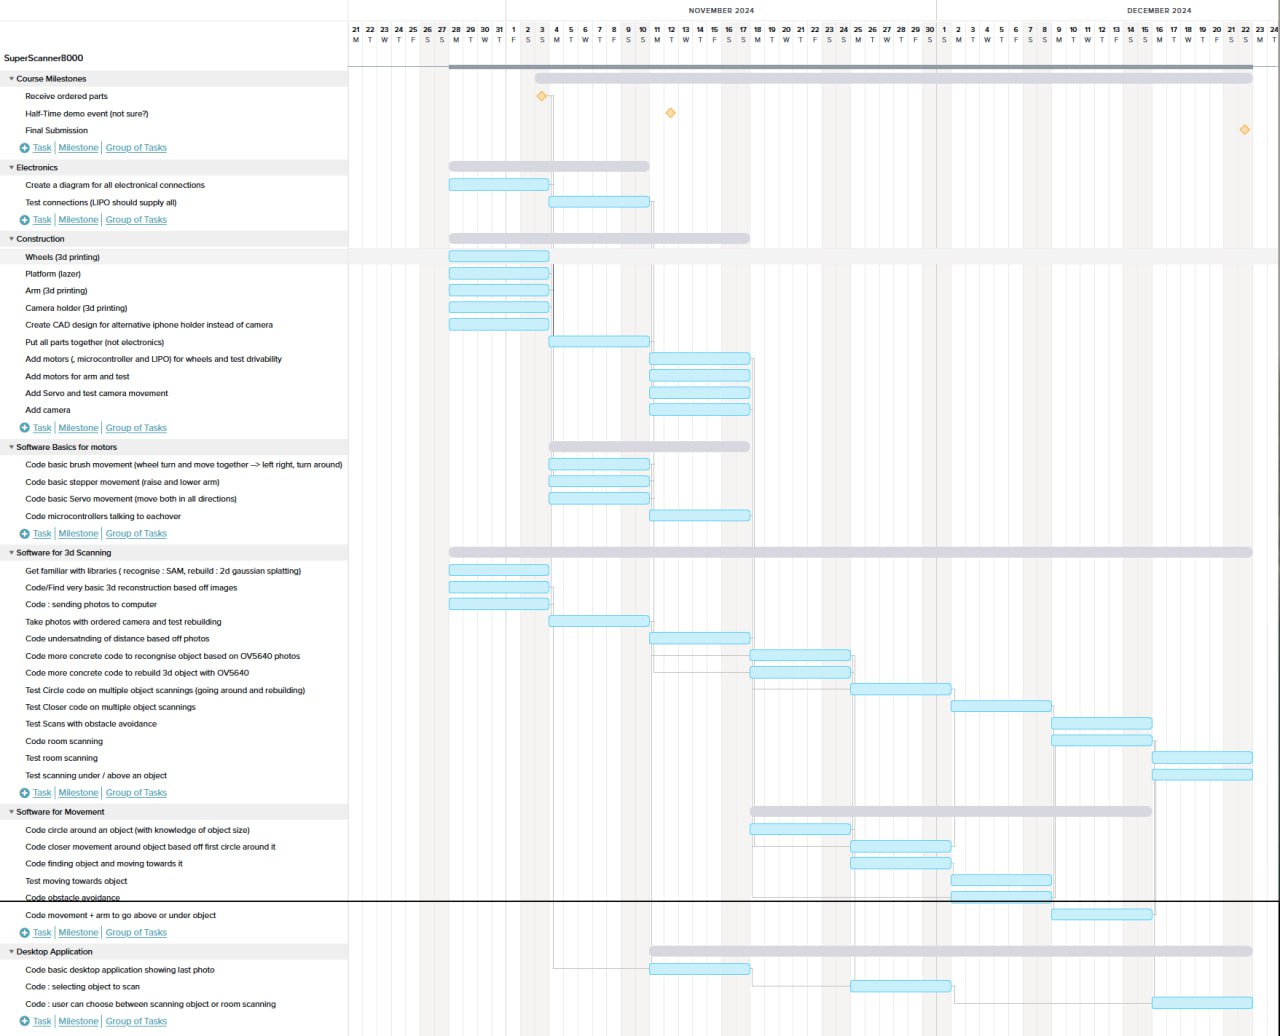 NOVEMBER 2024 DECEMBER 2024
21 22 23 24 25 26 27 28 29 30 31 1 2 3 4 5 6 7 8 9 10 11 12 13 14 15 16 17 18 19 20 21 22 23 24 25 26 27 28 29 30 1 2 3 4 5 6 7 8 9 10 11 12 13 14 15 16 17 18 19 20 21 22 23 24
M T W T F S S M T W T F S S M T W T F S S M T W T F S S M T W T F S S M T W T F S S M T W T F S S M T W T F S S M T W T F S S M T
SuperScanner8000
Course Milestones
Receive ordered parts
Half-Time demo event (not sure?)
Final Submission
Task | Milestone | Group of Tasks
Electronics
Create a diagram for all electronical connections
Test connections (LIPO should supply all)
Task | Milestone | Group of Tasks
Construction
Wheels (3d printing)
Platform (lazer)
Arm (3d printing)
Camera holder (3d printing)
Create CAD design for alternative iphone holder instead of camera
Put all parts together (not electronics)
Add motors (, microcontroller and LIPO) for wheels and test drivability
Add motors for arm and test
Add Servo and test camera movement
Add camera
Task | Milestone | Group of Tasks
Software Basics for motors
Code basic brush movement (wheel turn and move together --> left right, turn around)
Code basic stepper movement (raise and lower arm)
Code basic Servo movement (move both in all directions)
Code microcontrollers talking to eachover
Task | Milestone | Group of Tasks
Software for 3d Scanning
Get familiar with libraries ( recognise : SAM, rebuild : 2d gaussian splatting)
Code/Find very basic 3d reconstruction based off images
Code : sending photos to computer
Take photos with ordered camera and test rebuilding
Code undersatnding of distance based off photos
Code more concrete code to recongnise object based on OV5640 photos
Code more concrete code to rebuild 3d object with OV5640
Test Circle code on multiple object scannings (going around and rebuilding)
Test Closer code on multiple object scannings
Test Scans with obstacle avoidance
Code room scanning
Test room scanning
Test scanning under / above an object
Task | Milestone | Group of Tasks
Software for Movement
Code circle around an object (with knowledge of object size)
Code closer movement around object based off first circle around it
Code finding object and moving towards it
Test moving towards object
Code obstacle avoidance
Code movement + arm to go above or under object
Task | Milestone | Group of Tasks
Desktop Application
Code basic desktop application showing last photo
Code : selecting object to scan
Code : user can choose between scanning object or room scanning
Task | Milestone | Group of Tasks